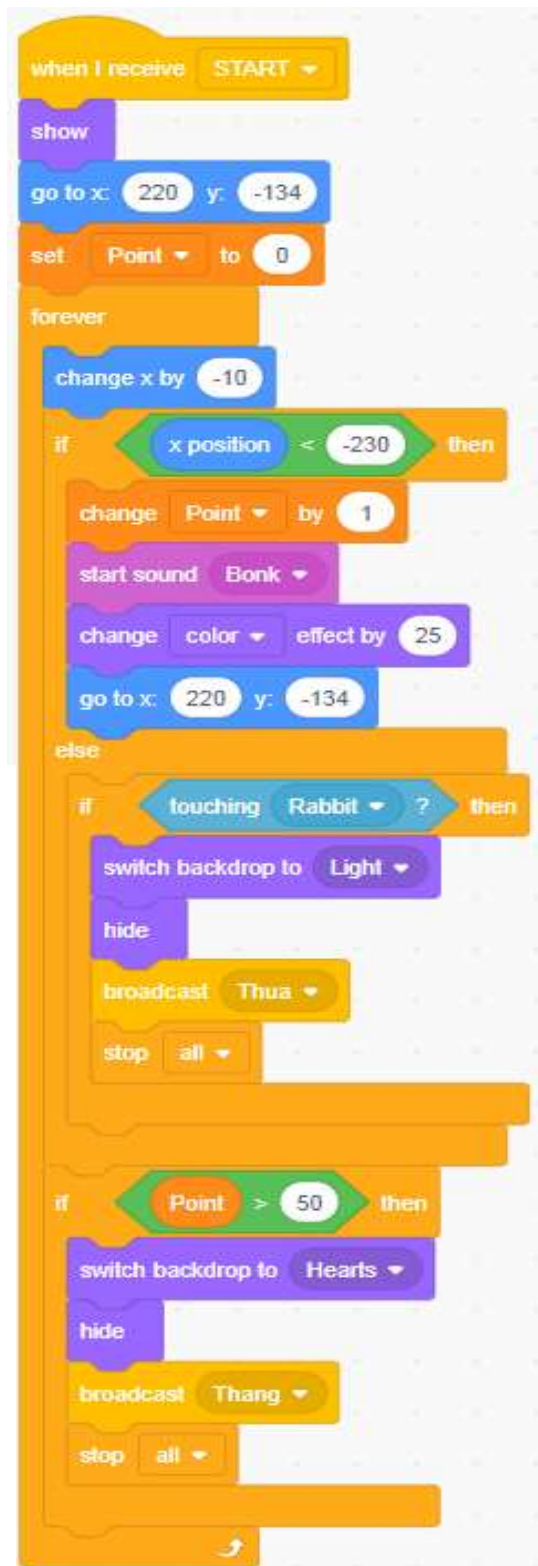 when I receive START
show
go to x: 220 y: -134
set Point to 0
forever
change x by -10
if x position < -230 then
change Point by 1
start sound Bonk
change color effect by 25
go to x: 220 y: -134
else
if touching Rabbit ? then
switch backdrop to Light
hide
broadcast Thua
stop all
if Point > 50 then
switch backdrop to Hearts
hide
broadcast Thang
stop all